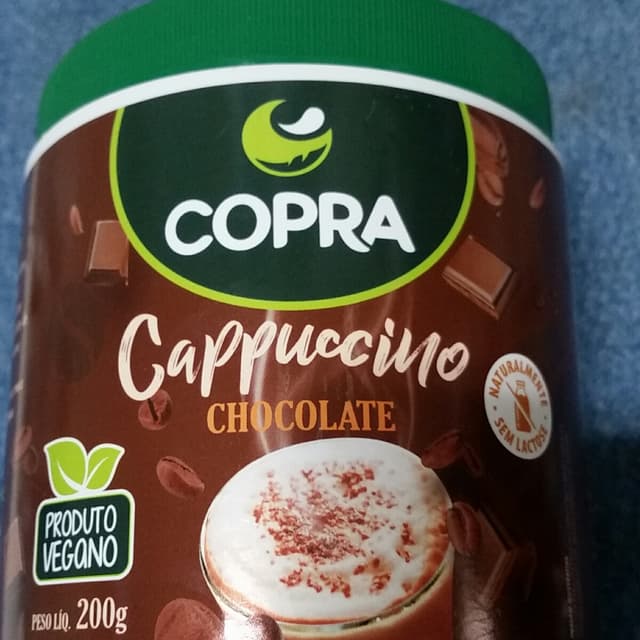 COPRA
Cappuccino
CHOCOLATE
NATURALMENTE
SEM LACTOSE
PRODUTO
VEGANO
PESO LÍQ. 200g